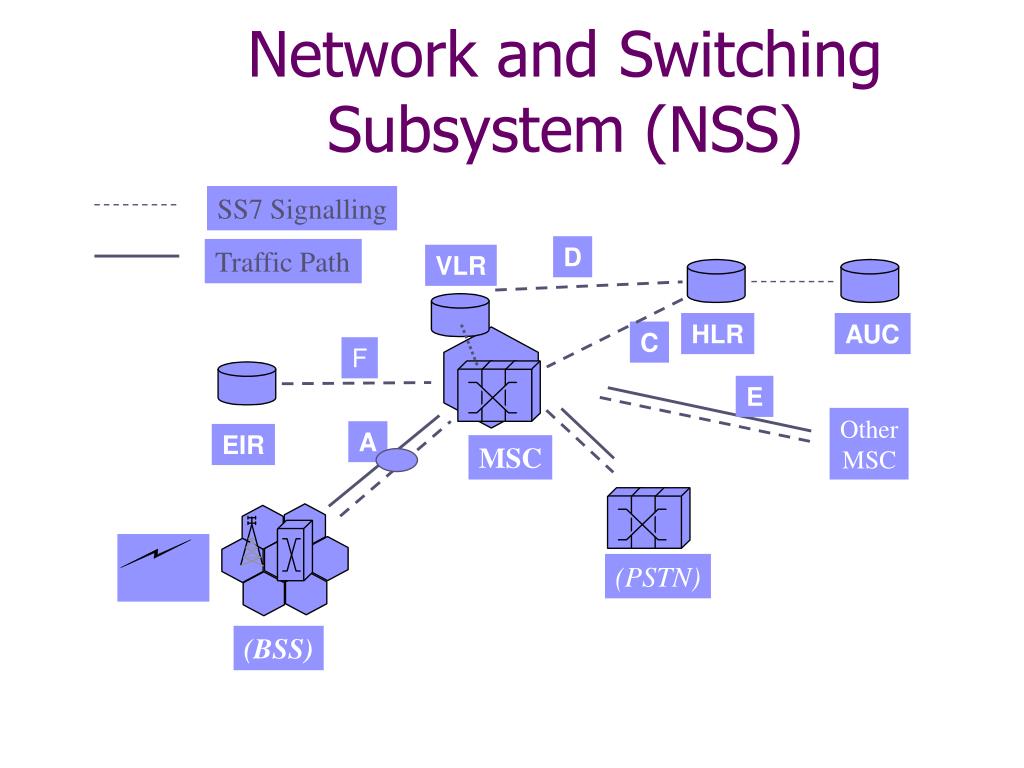 Network and Switching
Subsystem (NSS)
SS7 Signalling
Traffic Path
VLR
D
HLR
AUC
C
F
E
EIR
A
MSC
Other
MSC
(PSTN)
(BSS)